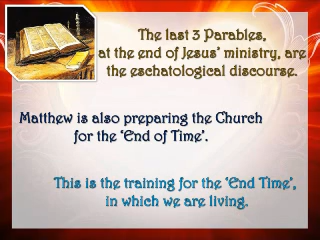 The last 3 Parables,
at the end of Jesus' ministry, are
the eschatological discourse.
Matthew is also preparing the Church
for the 'End of Time'.
This is the training for the 'End Time',
in which we are living.